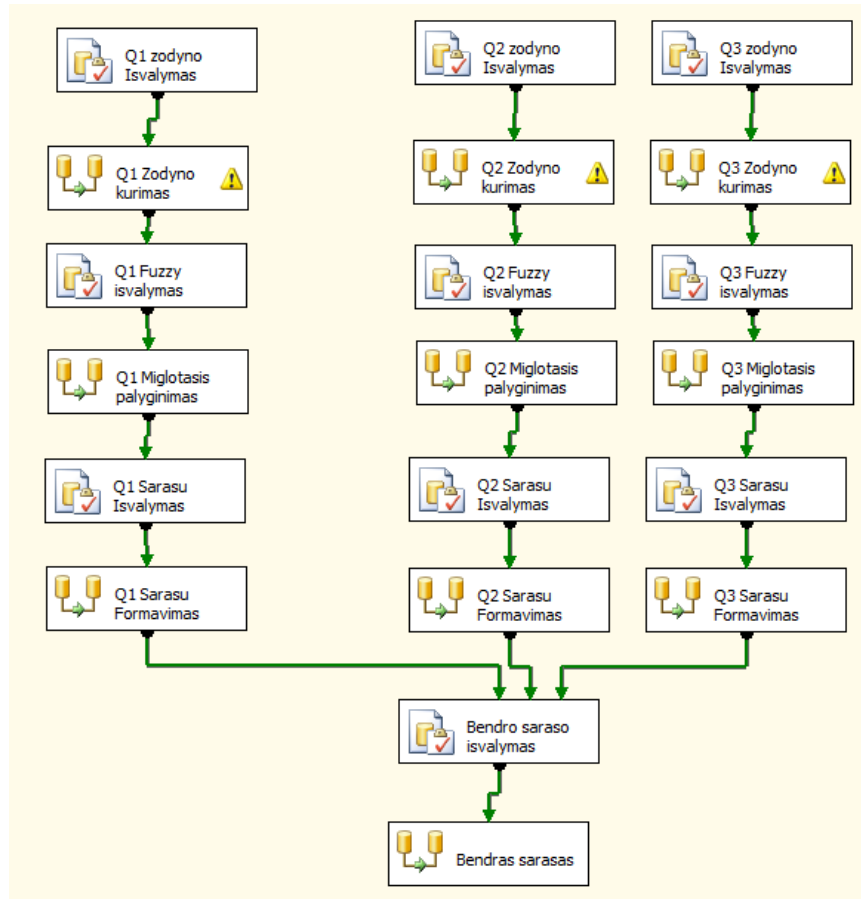 Q1 zodyno
Isvalymas
Q2 zodyno
Isvalymas
Q3 zodyno
Isvalymas
Q1 Zodyno
kurimas
Q2 Zodyno
kurimas
Q3 Zodyno
kurimas
Q1 Fuzzy
isvalymas
Q2 Fuzzy
isvalymas
Q3 Fuzzy
isvalymas
Q1 Miglotasis
palyginimas
Q2 Miglotasis
palyginimas
Q3 Miglotasis
palyginimas
Q1 Sarasu
Isvalymas
Q2 Sarasu
Isvalymas
Q3 Sarasu
Isvalymas
Q1 Sarasu
Formavimas
Q2 Sarasu
Formavimas
Q3 Sarasu
Formavimas
Bendro saraso
isvalymas
Bendras sarasas